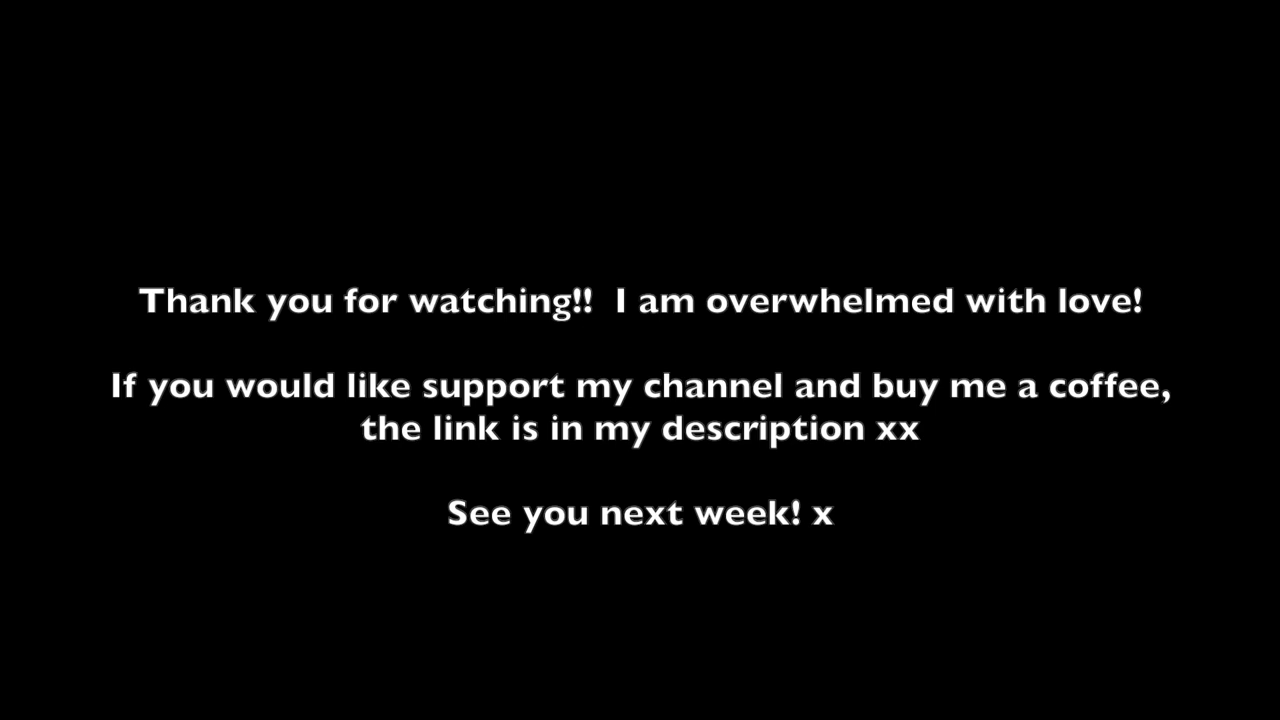 Thank you for watching!!  I am overwhelmed with love!
If you would like support my channel and buy me a coffee,
the link is in my description xx
See you next week! x